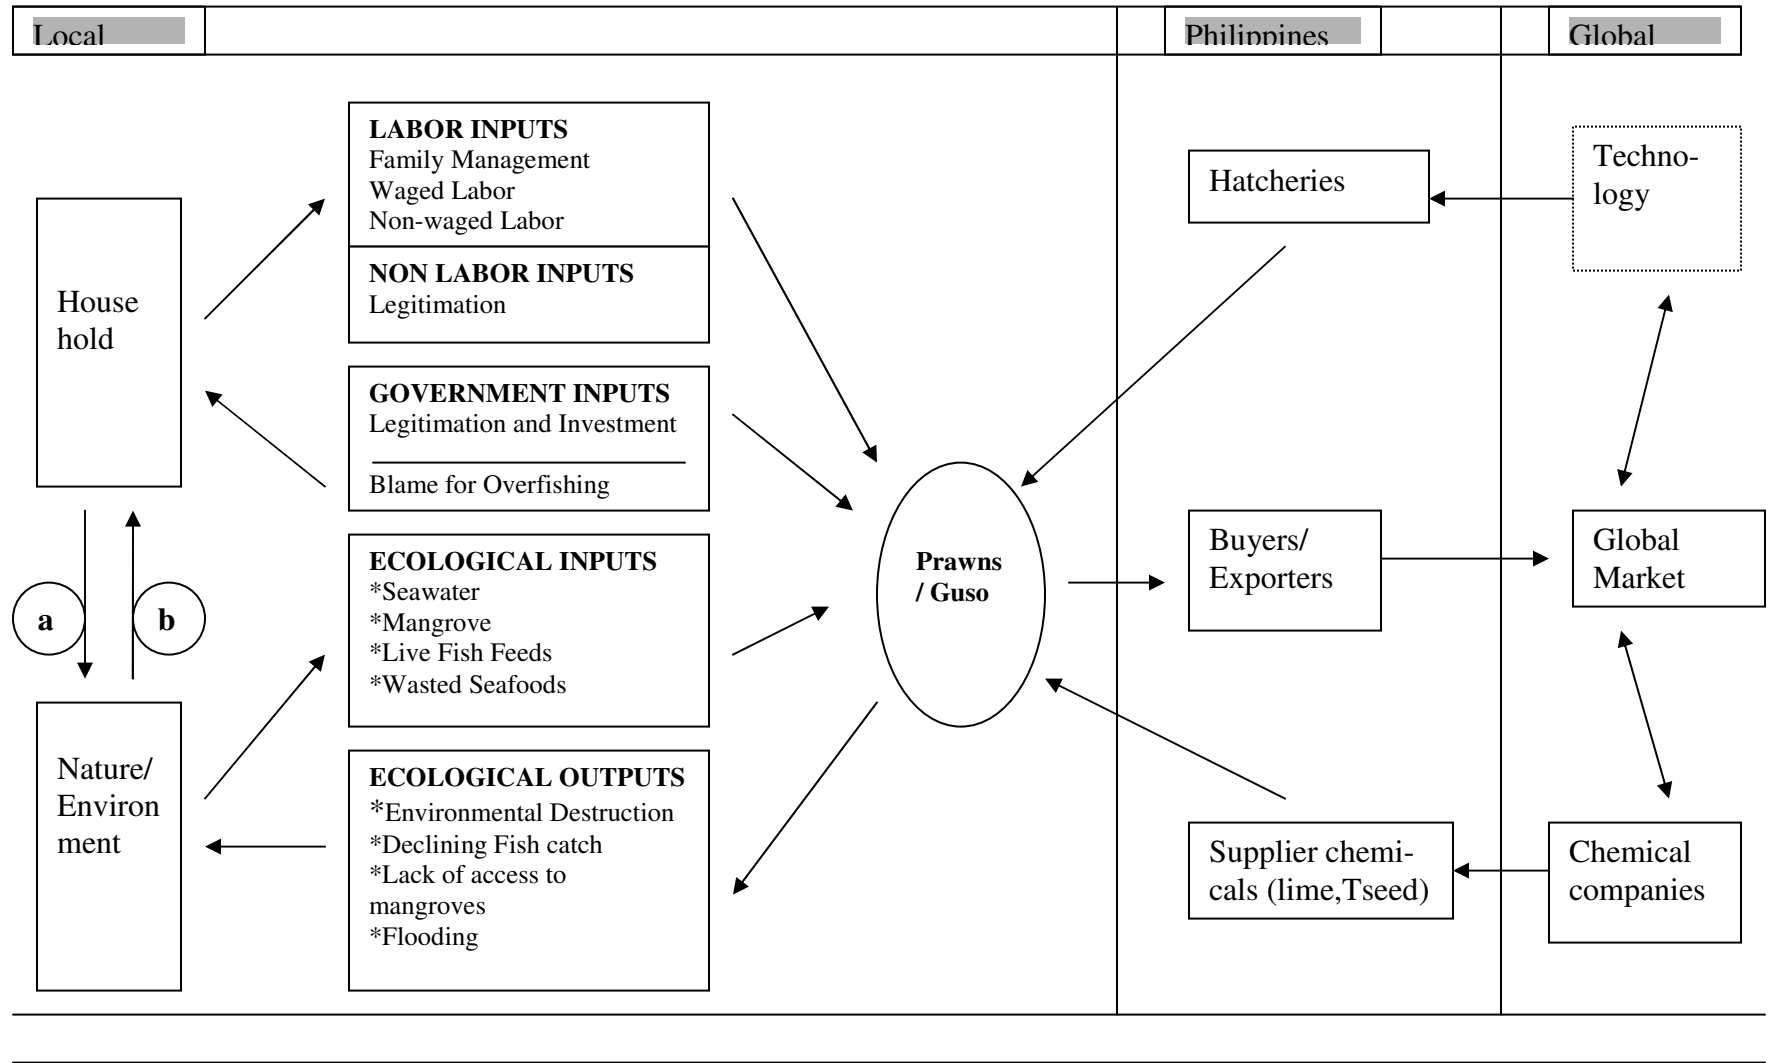 Local
Philippines
Global
LABOR INPUTS
Family Management
Waged Labor
Non-waged Labor
NON LABOR INPUTS
Legitimation
House
hold
GOVERNMENT INPUTS
Legitimation and Investment
Blame for Overfishing
ECOLOGICAL INPUTS
*Seawater
*Mangrove
*Live Fish Feeds
*Wasted Seafoods
a
b
Nature/
Environ
ment
ECOLOGICAL OUTPUTS
*Environmental Destruction
*Declining Fish catch
*Lack of access to
mangroves
*Flooding
Prawns
/ Guso
Hatcheries
Buyers/
Exporters
Supplier chemi-
cals (lime,Tseed)
Techno-
logy
Global
Market
Chemical
companies